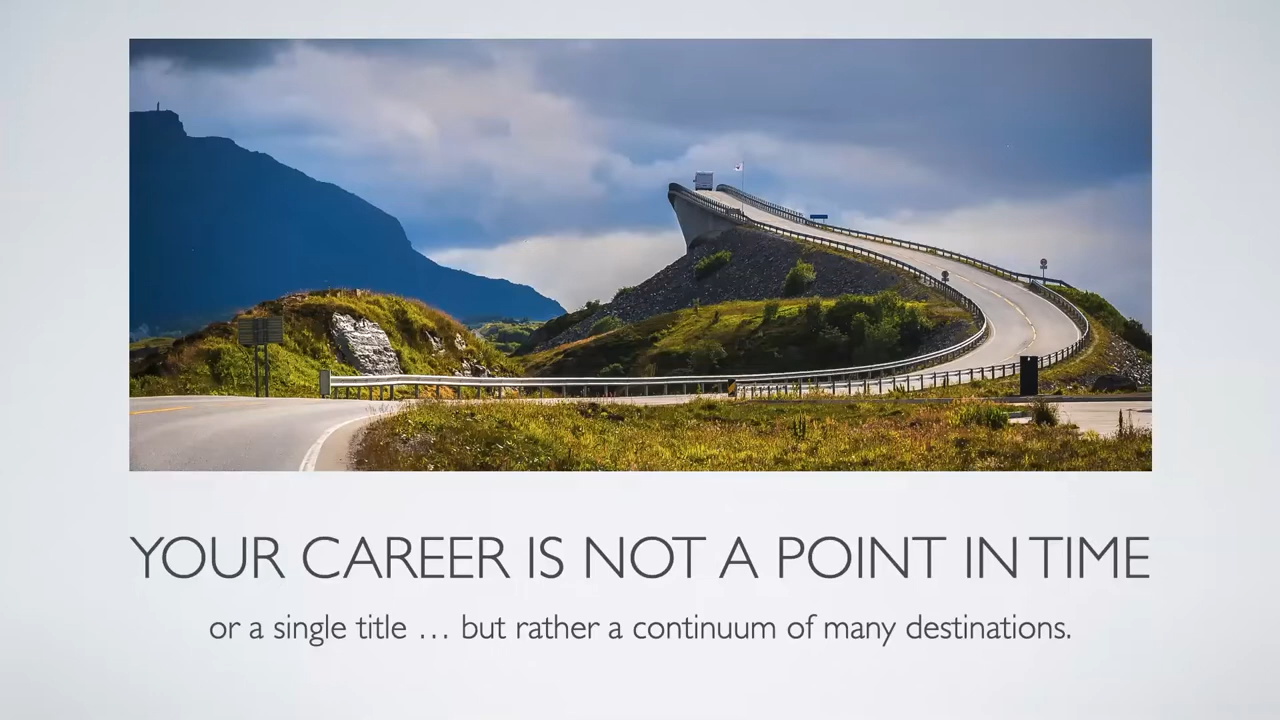 YOUR CAREER IS NOT A POINT IN TIME
or a single title … but rather a continuum of many destinations.